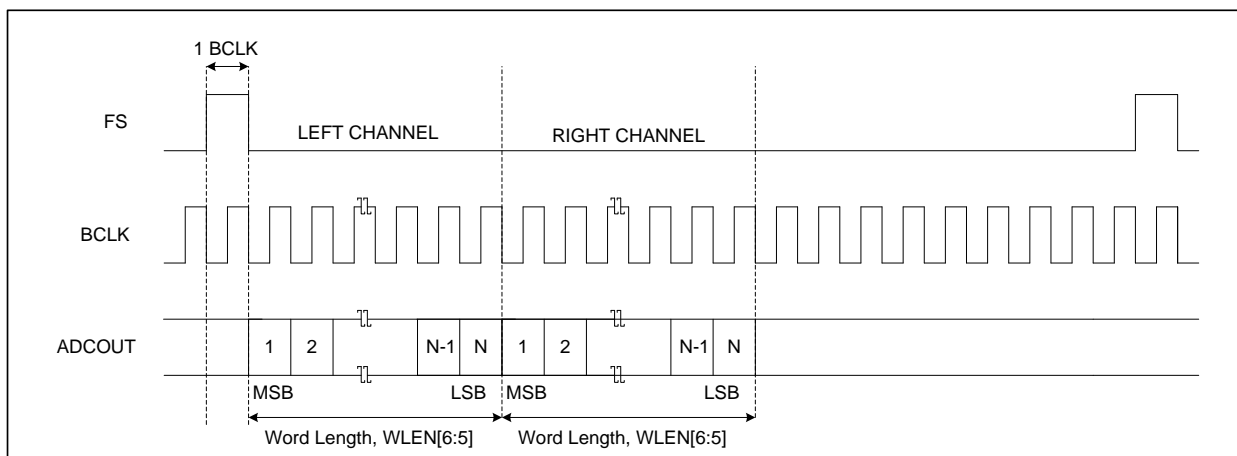 1 BCLK
FS
LEFT CHANNEL
RIGHT CHANNEL
BCLK
ADCOUT
1 2 N-1 N 1 2 N-1 N
MSB LSB MSB LSB
Word Length, WLEN[6:5] Word Length, WLEN[6:5]